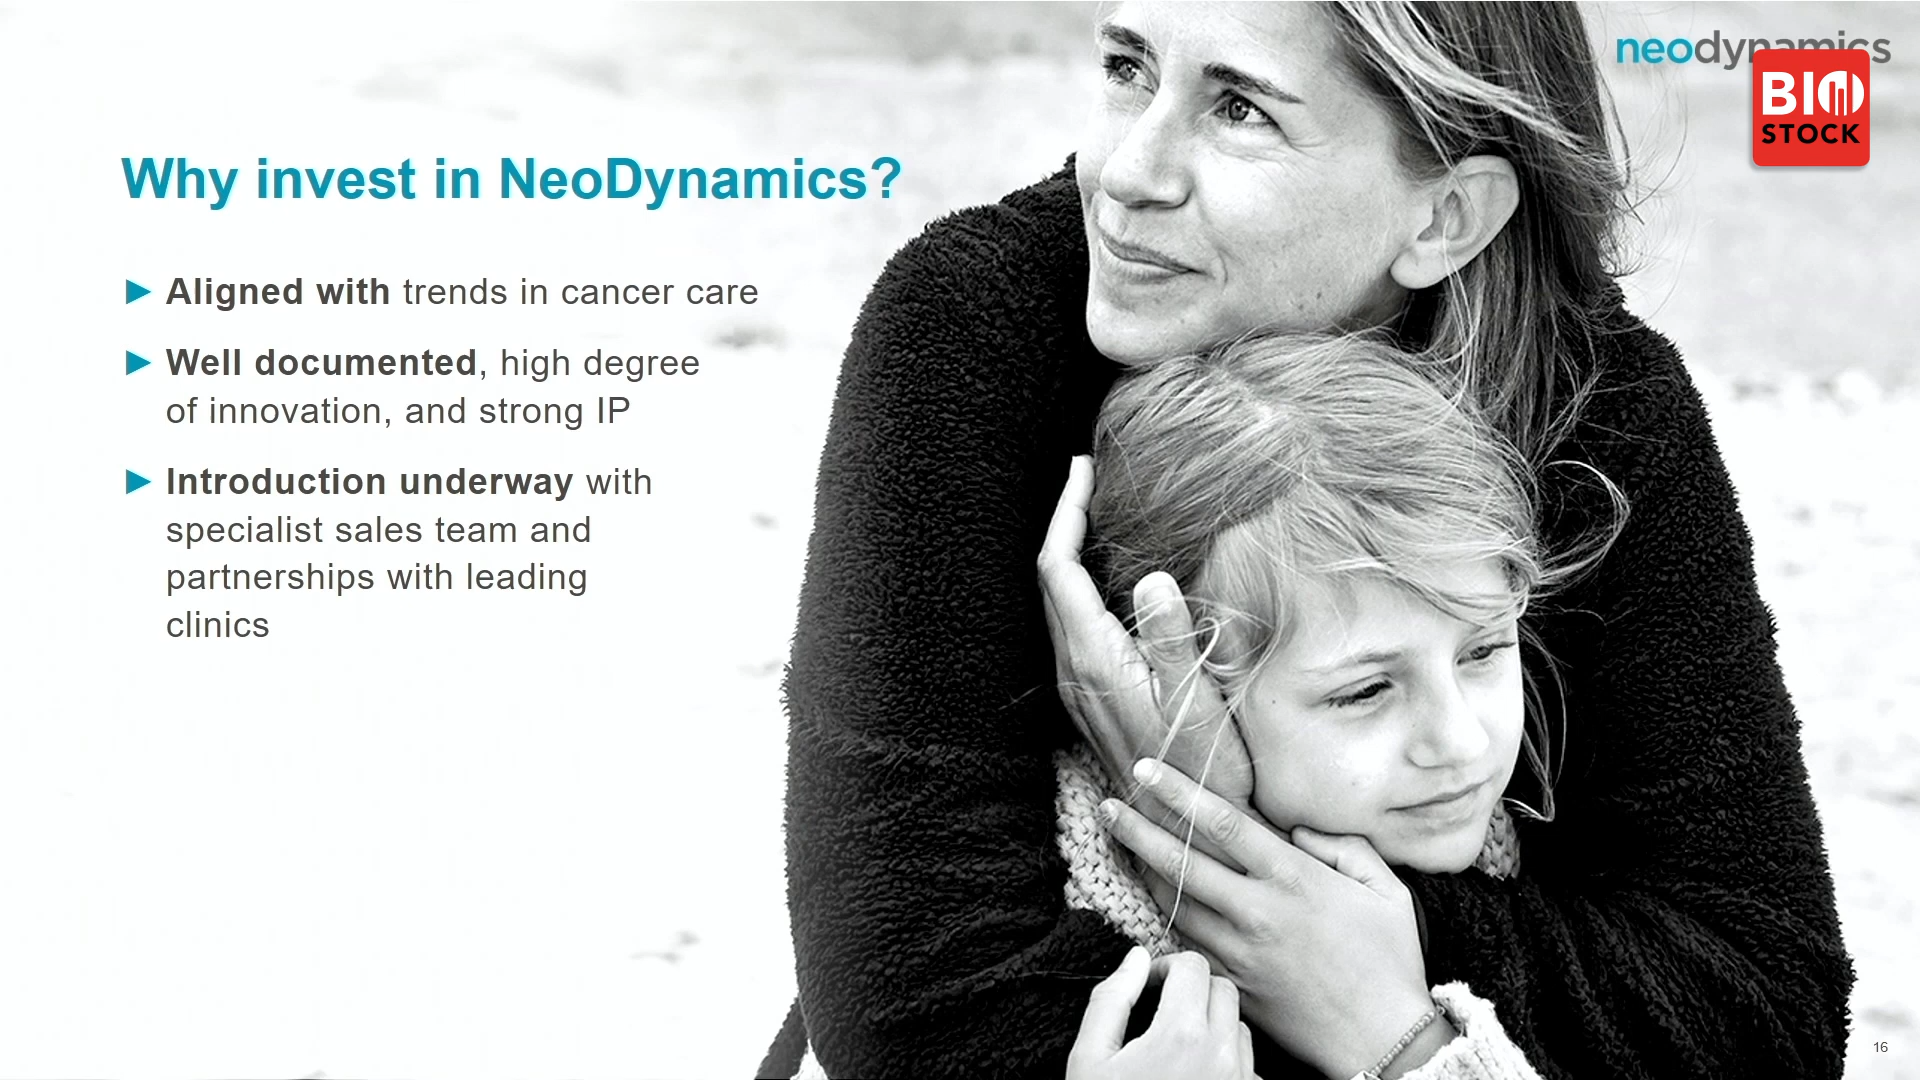 neodynamics
BIO
STOCK
Why invest in NeoDynamics?
► Aligned with trends in cancer care
► Well documented, high degree
of innovation, and strong IP
► Introduction underway with
specialist sales team and
partnerships with leading
clinics
16